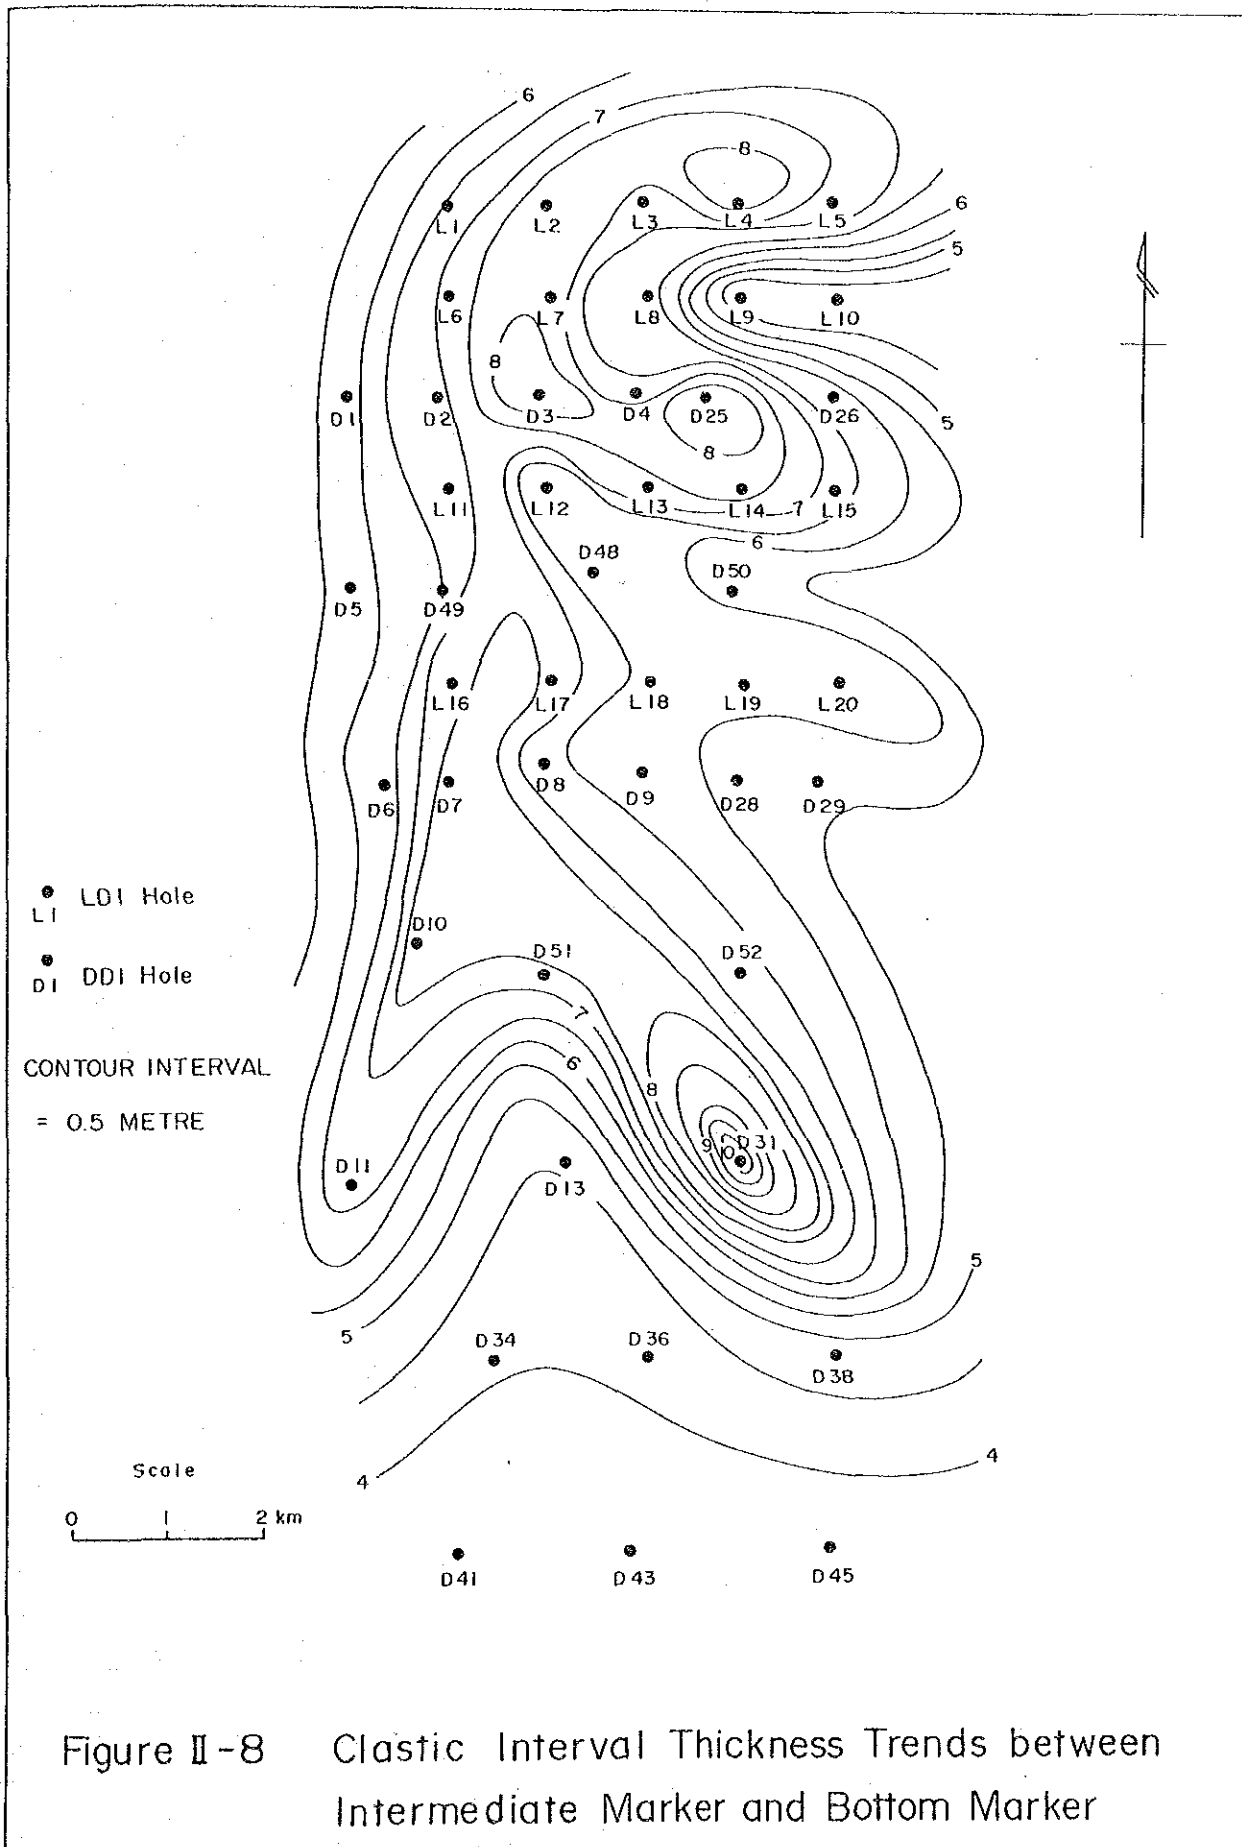 6
7
8
L1 L2 L3 L4 L5
6
5
L6 L7 L8 L9 L10
8
D1 D2 D3 D4 D25 D26
5
8
L11 L12 L13 L14 7 L15
6
D48 D50
D5 D49
L16 L17 L18 L19 L20
D6 D7 D8 D9 D28 D29
L1 LD1 Hole
D10
D51 D52
D1 DD1 Hole
7
6
CONTOUR INTERVAL
8
= 0.5 METRE
9 D31
D11
D13
5
5
D34 D36
D38
4
4
Scale
0 1 2 km
D41 D43 D45
Figure II-8 Clastic Interval Thickness Trends between
Intermediate Marker and Bottom Marker